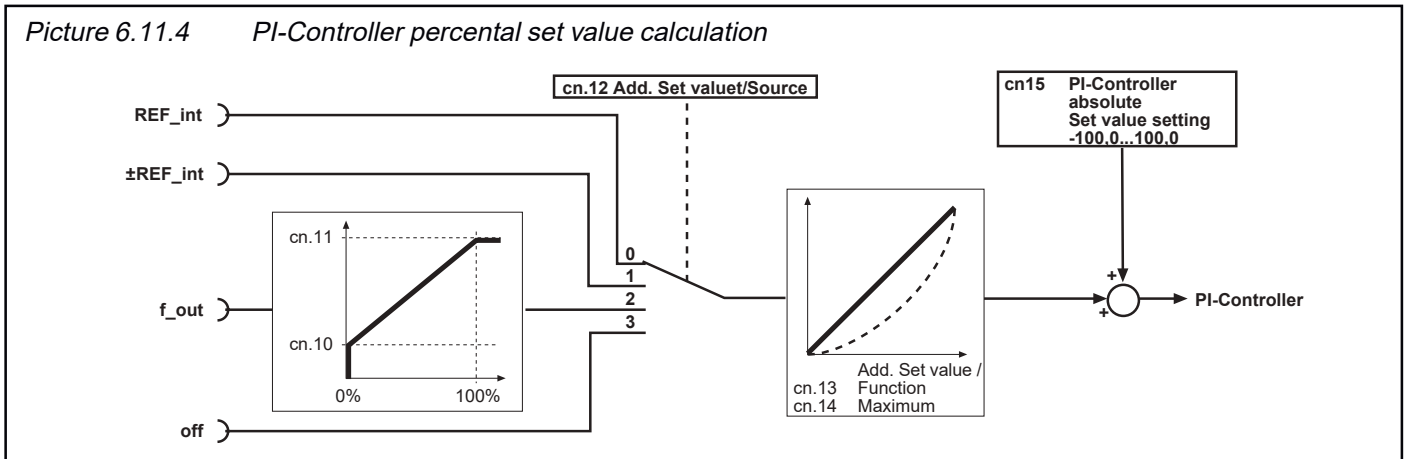 Picture 6.11.4 PI-Controller percental set value calculation
cn.12 Add. Set valuet/Source
cn15 PI-Controller
absolute
Set value setting
-100,0...100,0
REF_int
±REF_int
cn.11
cn.10
0% 100%
f_out
off
0
1
2
3
Add. Set value /
cn.13 Function
cn.14 Maximum
+
+
PI-Controller